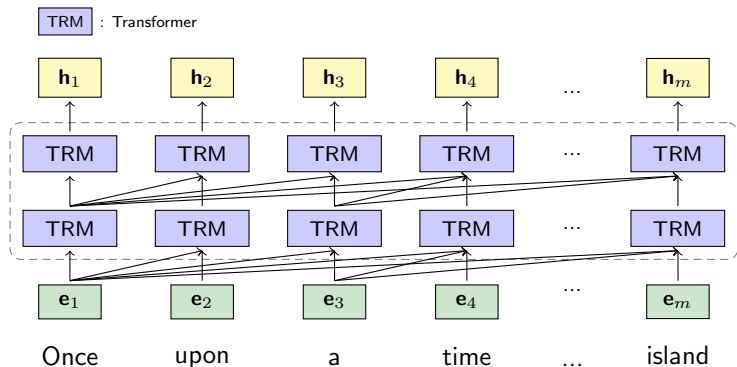 TRM : Transformer
h1 h2 h3 h4 ... hm
TRM TRM TRM TRM ... TRM
TRM TRM TRM TRM ... TRM
e1 e2 e3 e4 ... em
Once upon a time ... island